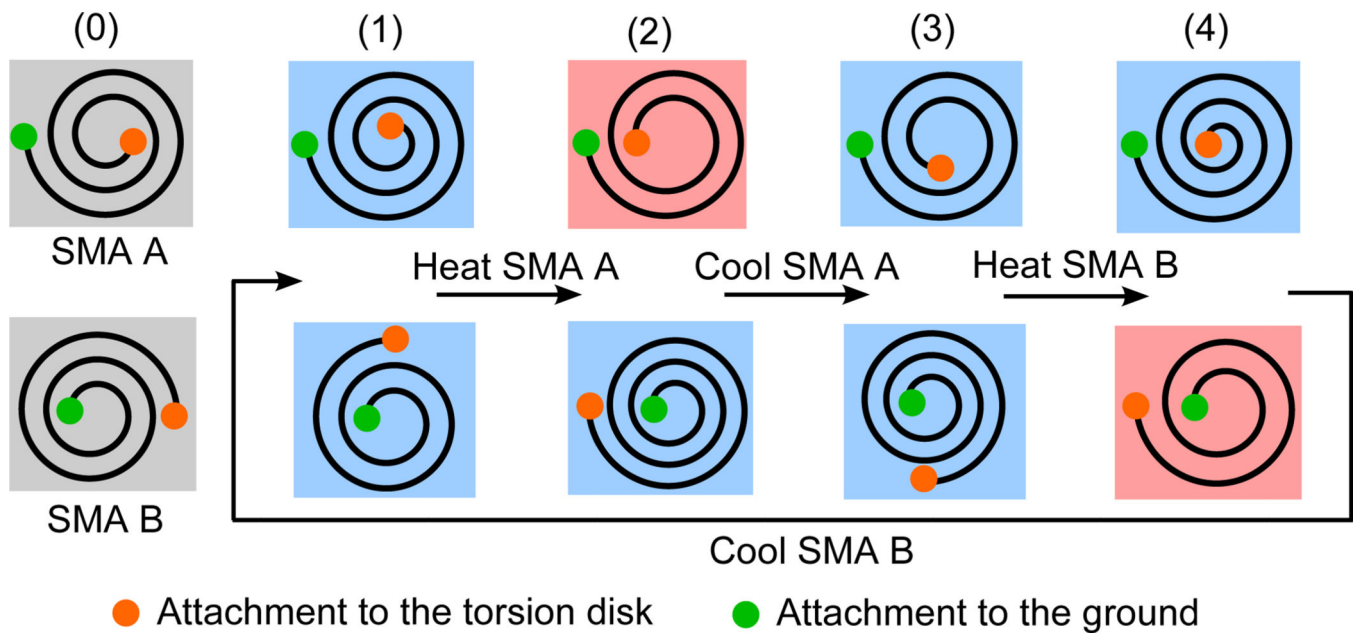 (0) (1) (2) (3) (4)
SMA A
Heat SMA A Cool SMA A Heat SMA B
SMA B
Cool SMA B
Attachment to the torsion disk Attachment to the ground